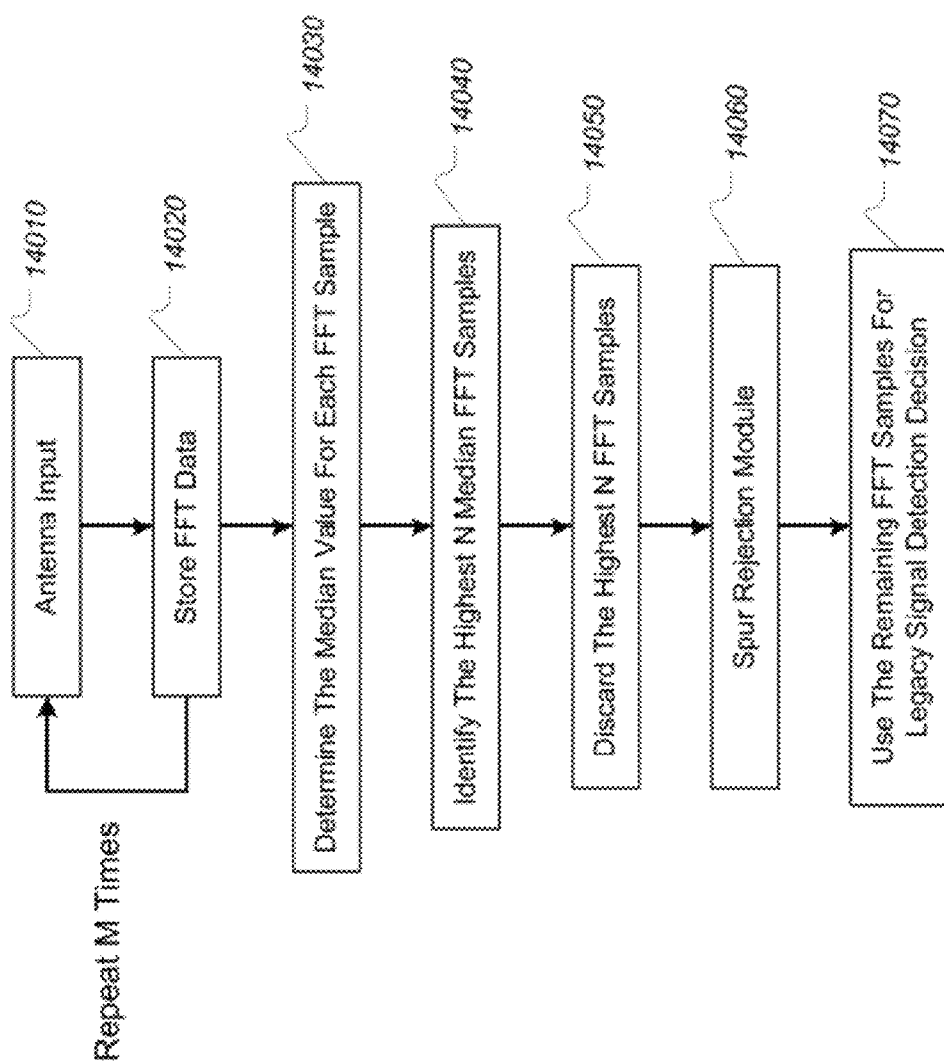 Repeat M Times
Antenna Input
14010
Store FFT Data
14020
Determine The Median Value For Each FFT Sample
14030
Identify The Highest N Median FFT Samples
14040
Discard The Highest N FFT Samples
14050
Spur Rejection Module
14060
Use The Remaining FFT Samples For
Legacy Signal Detection Decision
14070